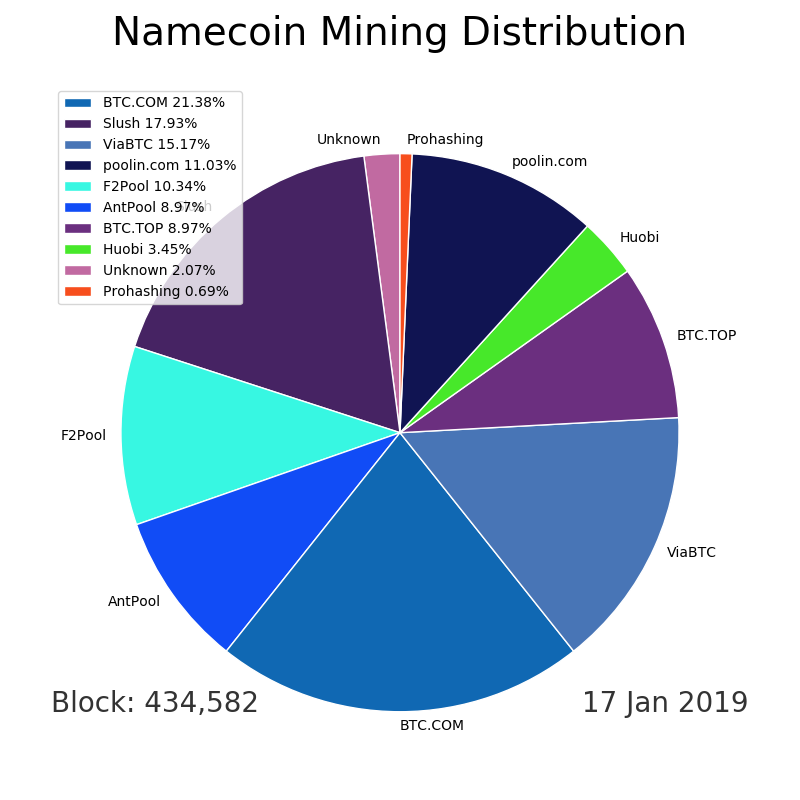 Namecoin Mining Distribution
BTC.COM 21.38%
Slush 17.93%
ViaBTC 15.17%
poolin.com 11.03%
F2Pool 10.34%
AntPool 8.97%
BTC.TOP 8.97%
Huobi 3.45%
Unknown 2.07%
Prohashing 0.69%
Unknown
Prohashing
poolin.com
Huobi
BTC.TOP
F2Pool
ViaBTC
AntPool
BTC.COM
Block: 434,582
17 Jan 2019